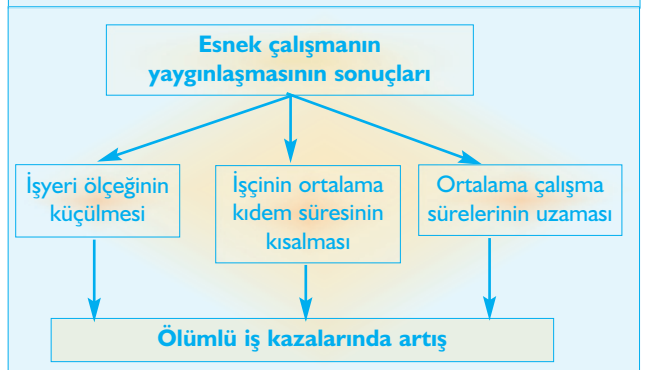 Esnek çalışmanın
yaygınlaşmasının sonuçları
İşyeri ölçeğinin
küçülmesi
İşçinin ortalama
kıdem süresinin
kısalması
Ortalama çalışma
sürelerinin uzaması
Ölümlü iş kazalarında artış